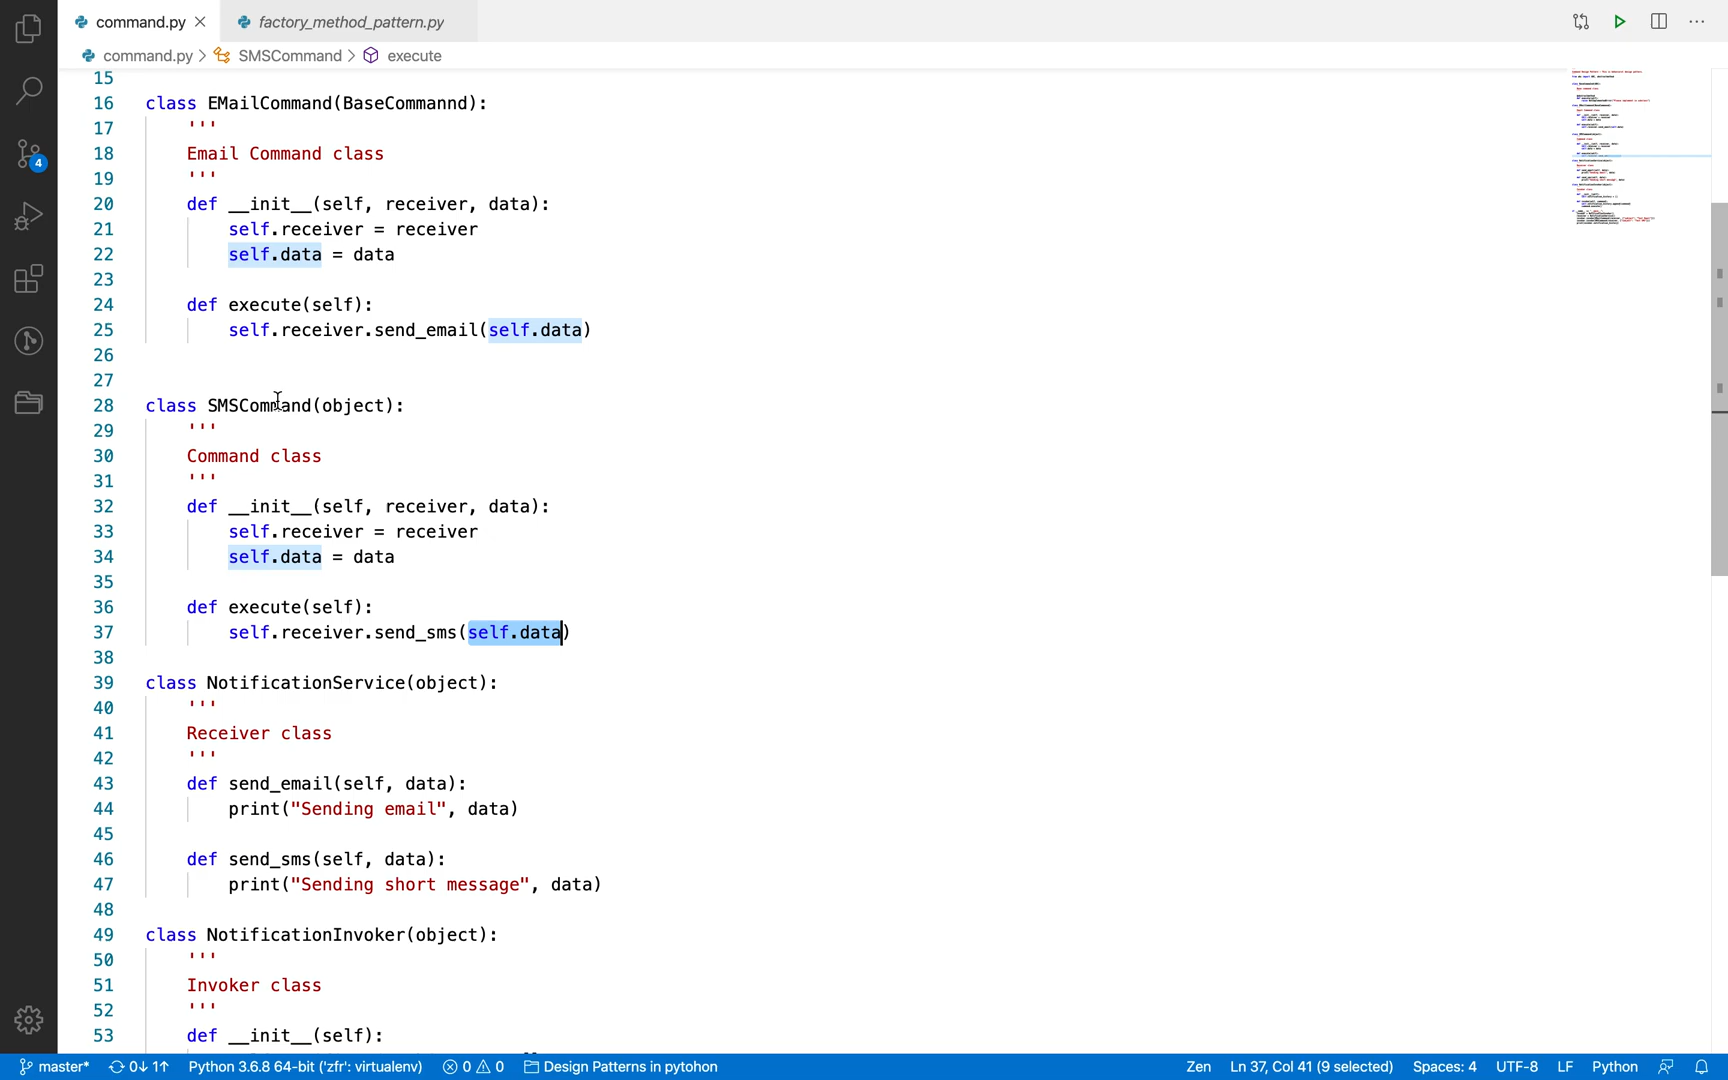 command.py
factory_method_pattern.py
command.py > SMSCommand > execute
15
16 class EMailCommand(BaseCommannd):
17 '''
18 Email Command class
19 '''
20 def __init__(self, receiver, data):
21 self.receiver = receiver
22 self.data = data
23
24 def execute(self):
25 self.receiver.send_email(self.data)
26
27
28 class SMSCommand(object):
29 '''
30 Command class
31 '''
32 def __init__(self, receiver, data):
33 self.receiver = receiver
34 self.data = data
35
36 def execute(self):
37 self.receiver.send_sms(self.data)
38
39 class NotificationService(object):
40 '''
41 Receiver class
42 '''
43 def send_email(self, data):
44 print("Sending email", data)
45
46 def send_sms(self, data):
47 print("Sending short message", data)
48
49 class NotificationInvoker(object):
50 '''
51 Invoker class
52 '''
53 def __init__(self):
4
master* 0↓ 1↑ Python 3.6.8 64-bit ('zfr': virtualenv) 0 0 Design Patterns in pytohon Zen Ln 37, Col 41 (9 selected) Spaces: 4 UTF-8 LF Python